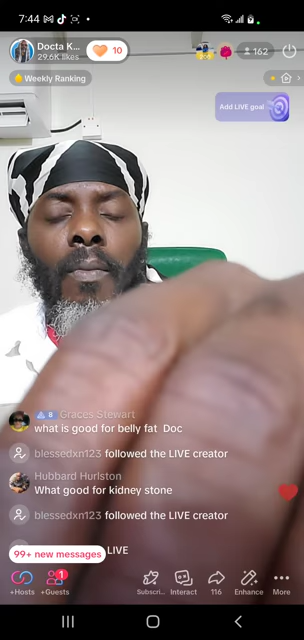 7:44
Docta K...
29.6K likes
10
162
Weekly Ranking
Add LIVE goal
8 Graces Stewart
what is good for belly fat Doc
blessedxn123 followed the LIVE creator
Hubbard Hurlston
What good for kidney stone
blessedxn123 followed the LIVE creator
99+ new messages
LIVE
1
+Hosts
+Guests
Subscri...
Interact
116
Enhance
More